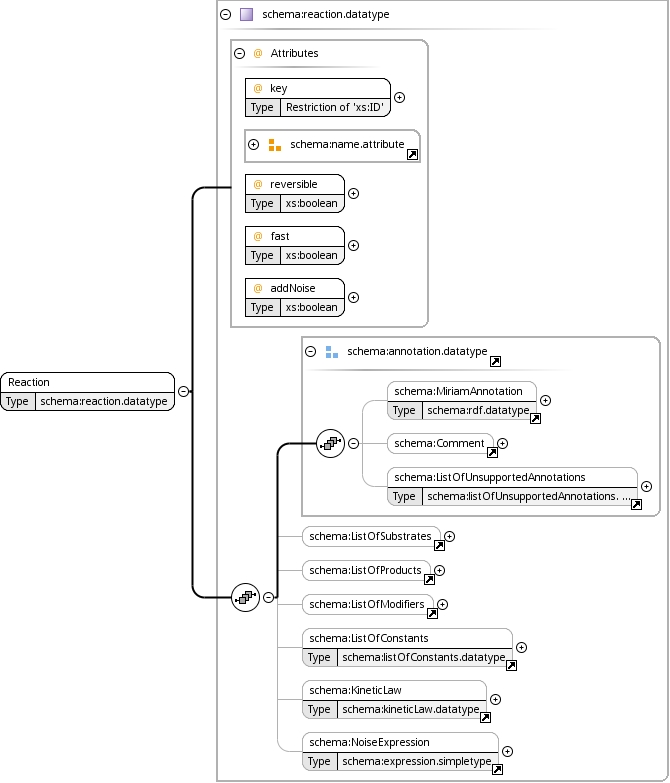 schema:reaction.datatype
@ Attributes
@ key
Type Restriction of 'xs:ID'
schema:name.attribute
@ reversible
Type xs:boolean
@ fast
Type xs:boolean
@ addNoise
Type xs:boolean
schema:annotation.datatype
Reaction
Type schema:reaction.datatype
schema:MiriamAnnotation
Type schema:rdf.datatype
schema:Comment
schema:ListOfUnsupportedAnnotations
Type schema:listOfUnsupportedAnnotations. ...
schema:ListOfSubstrates
schema:ListOfProducts
schema:ListOfModifiers
schema:ListOfConstants
Type schema:listOfConstants.datatype
schema:KineticLaw
Type schema:kineticLaw.datatype
schema:NoiseExpression
Type schema:expression.simpletype